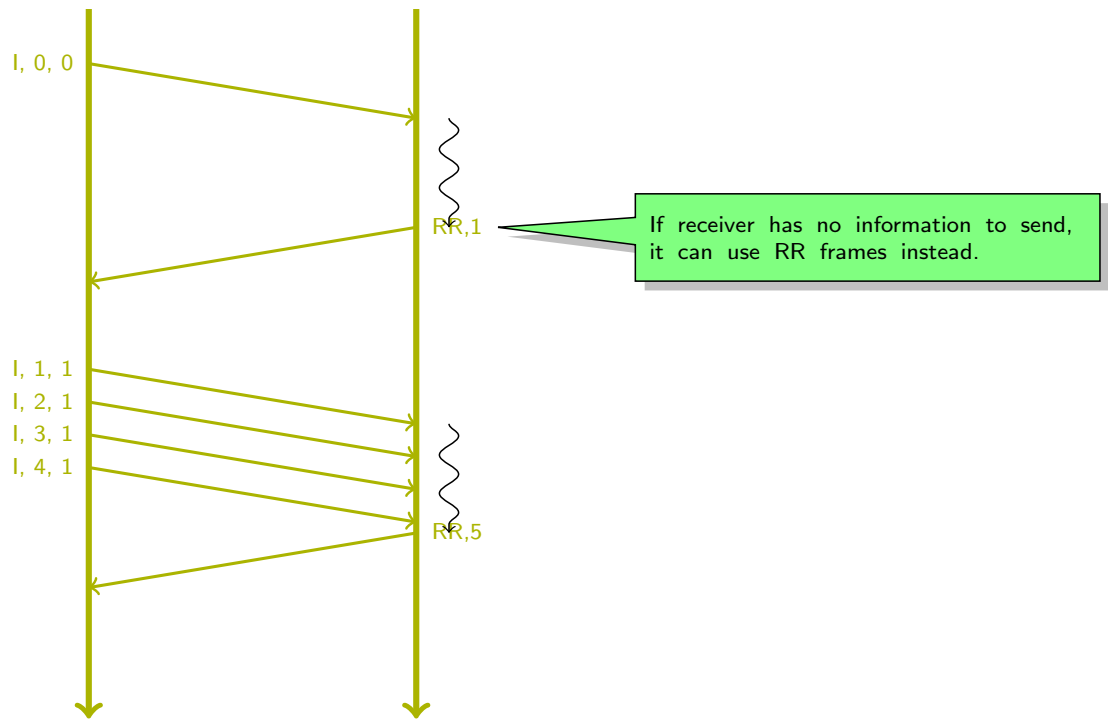 I, 0, 0
RR,1
If receiver has no information to send,
it can use RR frames instead.
I, 1, 1
I, 2, 1
I, 3, 1
I, 4, 1
RR,5